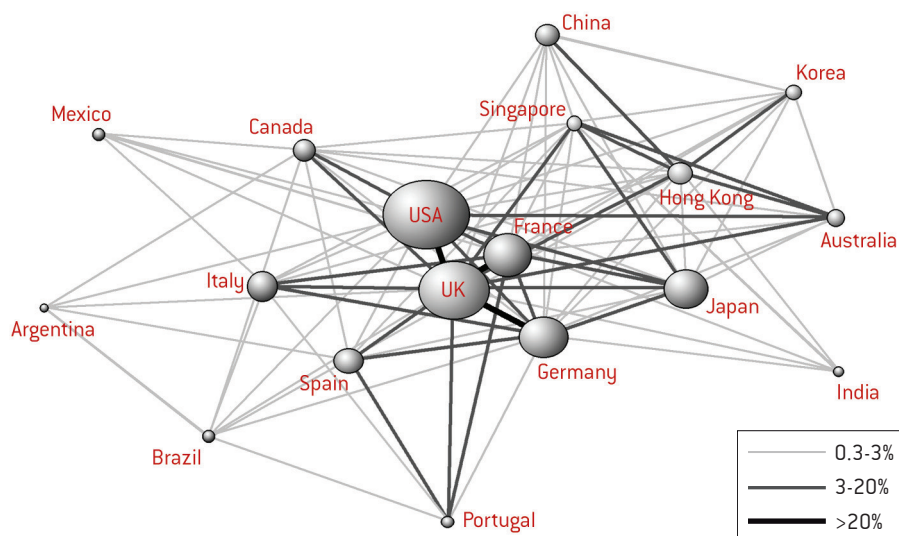 China
Korea
Singapore
Mexico
Canada
Hong Kong
USA
France
Australia
Italy
UK
Japan
Argentina
Germany
India
Spain
Brazil
Portugal
0.3-3%
3-20%
>20%